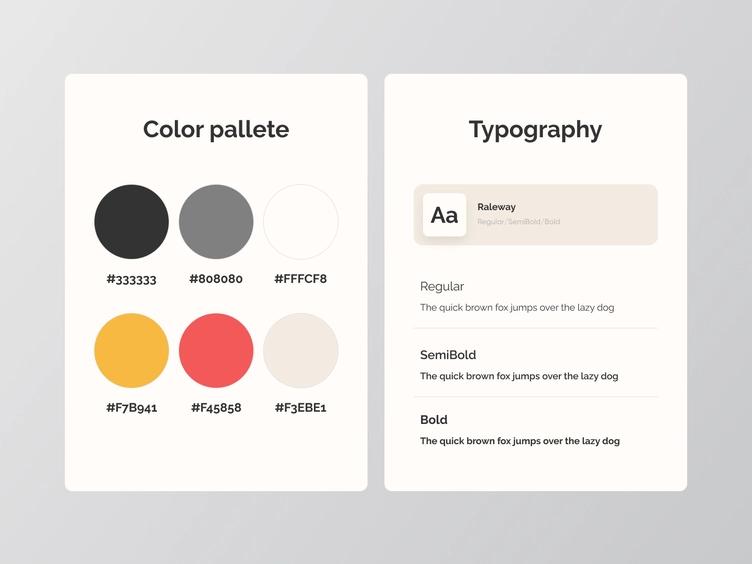 Color pallete
#333333
#808080
#FFFCF8
#F7B941
#F45858
#F3EBE1
Typography
Aa
Raleway
Regular/SemiBold/Bold
Regular
The quick brown fox jumps over the lazy dog
SemiBold
The quick brown fox jumps over the lazy dog
Bold
The quick brown fox jumps over the lazy dog